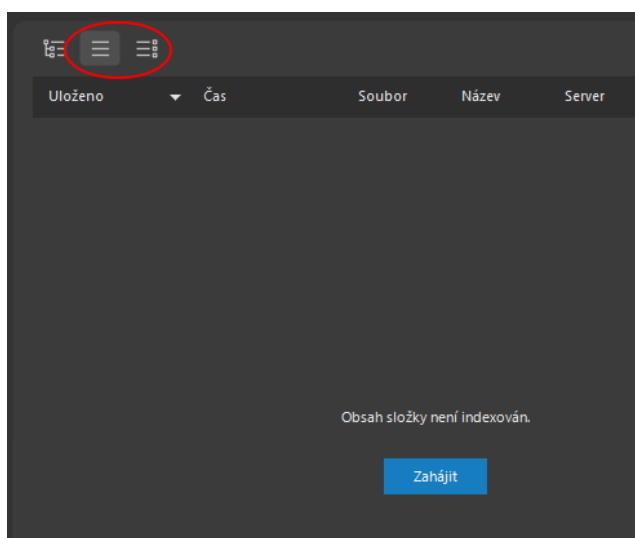 Uloženo Čas Soubor Název Server
Obsah složky není indexován.
Zahájit